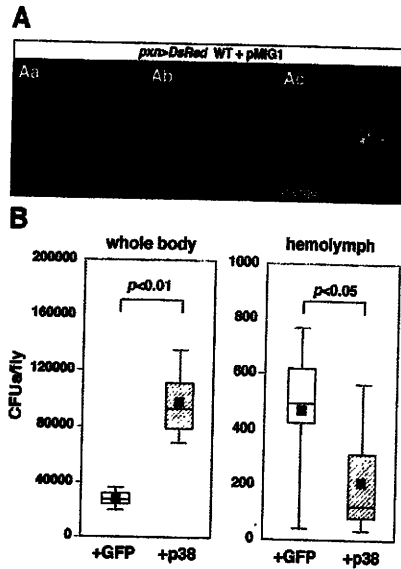 A
pxn>DsRed WT + pMIG1
Aa Ab Ac
B
whole body hemolymph
200000 1000
p<0.01 p<0.05
160000 800
120000 600
CFUs/fly
80000 400
40000 200
0 0
+GFP +p38 +GFP +p38